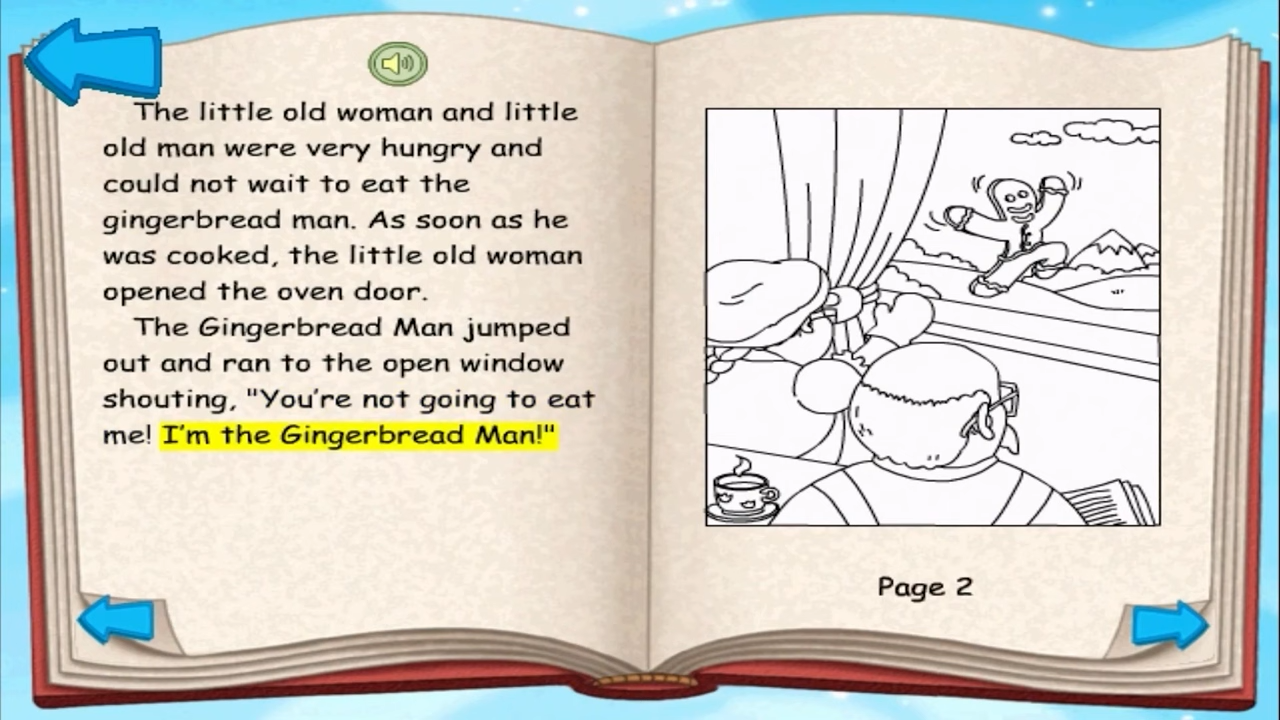 The little old woman and little
old man were very hungry and
could not wait to eat the
gingerbread man. As soon as he
was cooked, the little old woman
opened the oven door.
The Gingerbread Man jumped
out and ran to the open window
shouting, "You're not going to eat
me! I'm the Gingerbread Man!"
Page 2